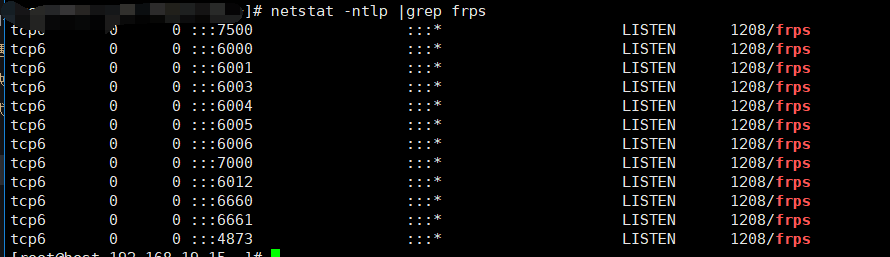 ]# netstat -ntlp |grep frps
tcp6 0 0 :::7500 :::* LISTEN 1208/frps
tcp6 0 0 :::6000 :::* LISTEN 1208/frps
tcp6 0 0 :::6001 :::* LISTEN 1208/frps
tcp6 0 0 :::6003 :::* LISTEN 1208/frps
tcp6 0 0 :::6004 :::* LISTEN 1208/frps
tcp6 0 0 :::6005 :::* LISTEN 1208/frps
tcp6 0 0 :::6006 :::* LISTEN 1208/frps
tcp6 0 0 :::7000 :::* LISTEN 1208/frps
tcp6 0 0 :::6012 :::* LISTEN 1208/frps
tcp6 0 0 :::6660 :::* LISTEN 1208/frps
tcp6 0 0 :::6661 :::* LISTEN 1208/frps
tcp6 0 0 :::4873 :::* LISTEN 1208/frps
[root@host-192-168-10-15 ~]#